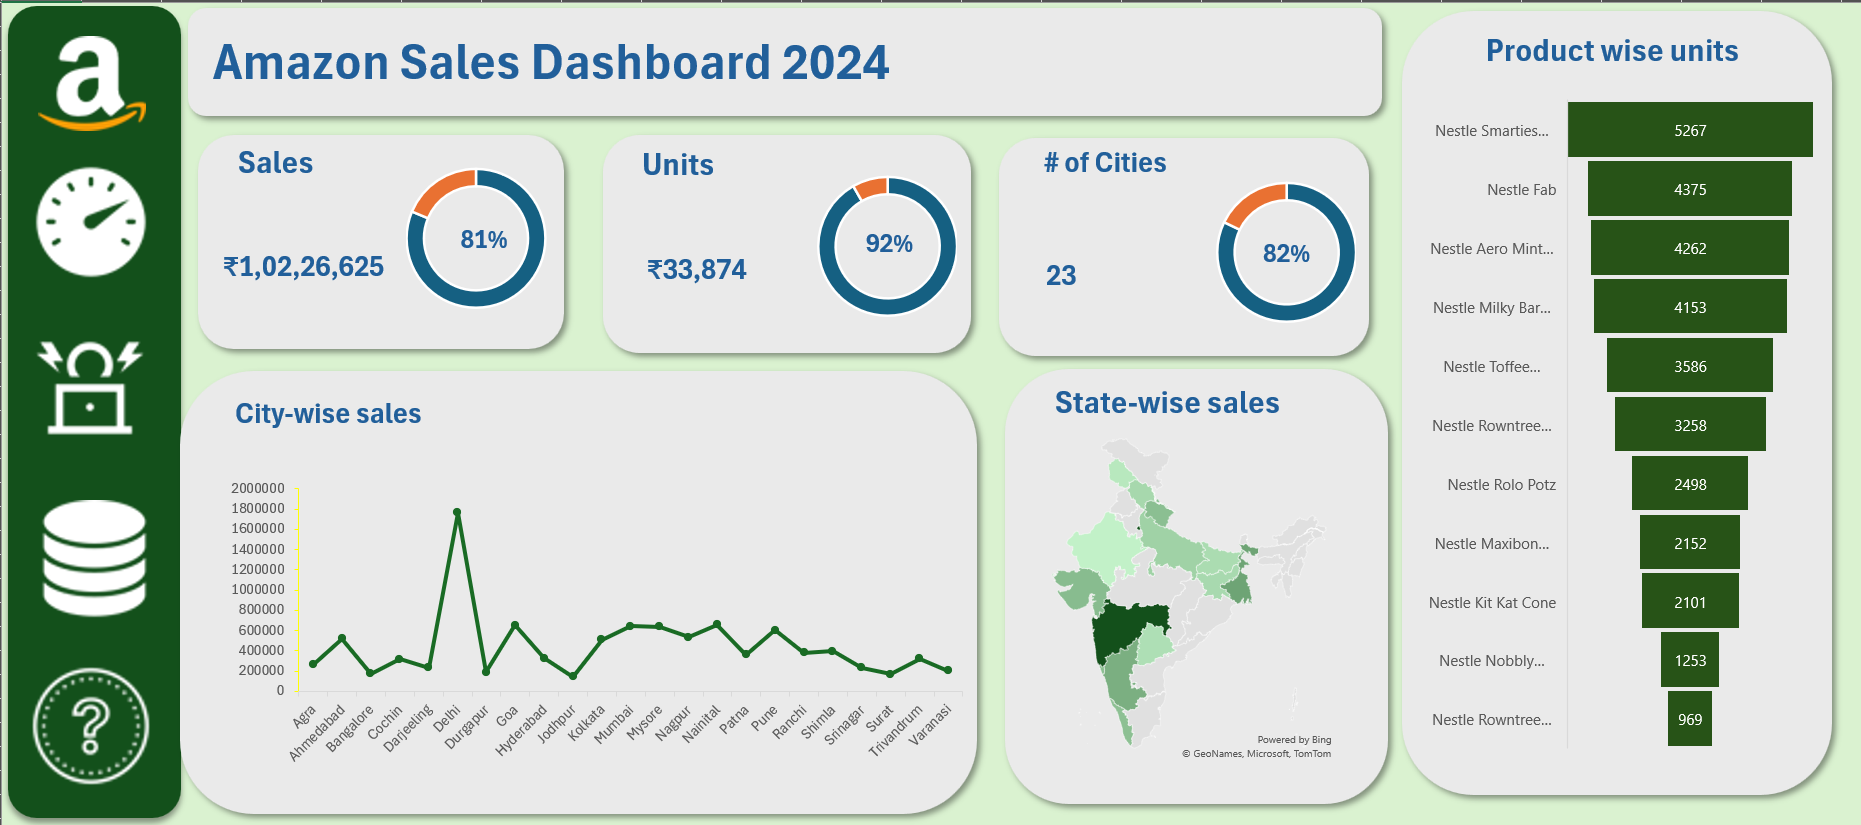 a
Amazon Sales Dashboard 2024
Sales
₹1,02,26,625
81%
Units
₹33,874
92%
# of Cities
23
82%
City-wise sales
2000000
1800000
1600000
1400000
1200000
1000000
800000
600000
400000
200000
0
Agra
Ahmedabad
Bangalore
Cochin
Darjeeling
Delhi
Durgapur
Goa
Hyderabad
Jodhpur
Kolkata
Mumbai
Mysore
Nagpur
Nainital
Patna
Pune
Ranchi
Shimla
Srinagar
Surat
Trivandrum
Varanasi
State-wise sales
Powered by Bing
© GeoNames, Microsoft, TomTom
Product wise units
Nestle Smarties... 5267
Nestle Fab 4375
Nestle Aero Mint... 4262
Nestle Milky Bar... 4153
Nestle Toffee... 3586
Nestle Rowntree... 3258
Nestle Rolo Potz 2498
Nestle Maxibon... 2152
Nestle Kit Kat Cone 2101
Nestle Nobbly... 1253
Nestle Rowntree... 969
?